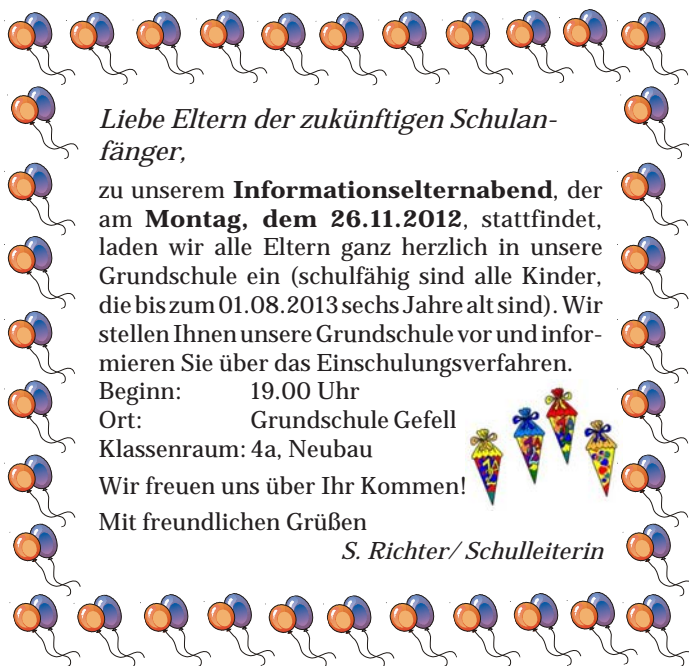 Liebe Eltern der zukünftigen Schulan-
fänger,
zu unserem Informationselternabend, der
am Montag, dem 26.11.2012, stattfindet,
laden wir alle Eltern ganz herzlich in unsere
Grundschule ein (schulfähig sind alle Kinder,
die bis zum 01.08.2013 sechs Jahre alt sind). Wir
stellen Ihnen unsere Grundschule vor und infor-
mieren Sie über das Einschulungsverfahren.
Beginn: 19.00 Uhr
Ort: Grundschule Gefell
Klassenraum: 4a, Neubau
Wir freuen uns über Ihr Kommen!
Mit freundlichen Grüßen
S. Richter/ Schulleiterin